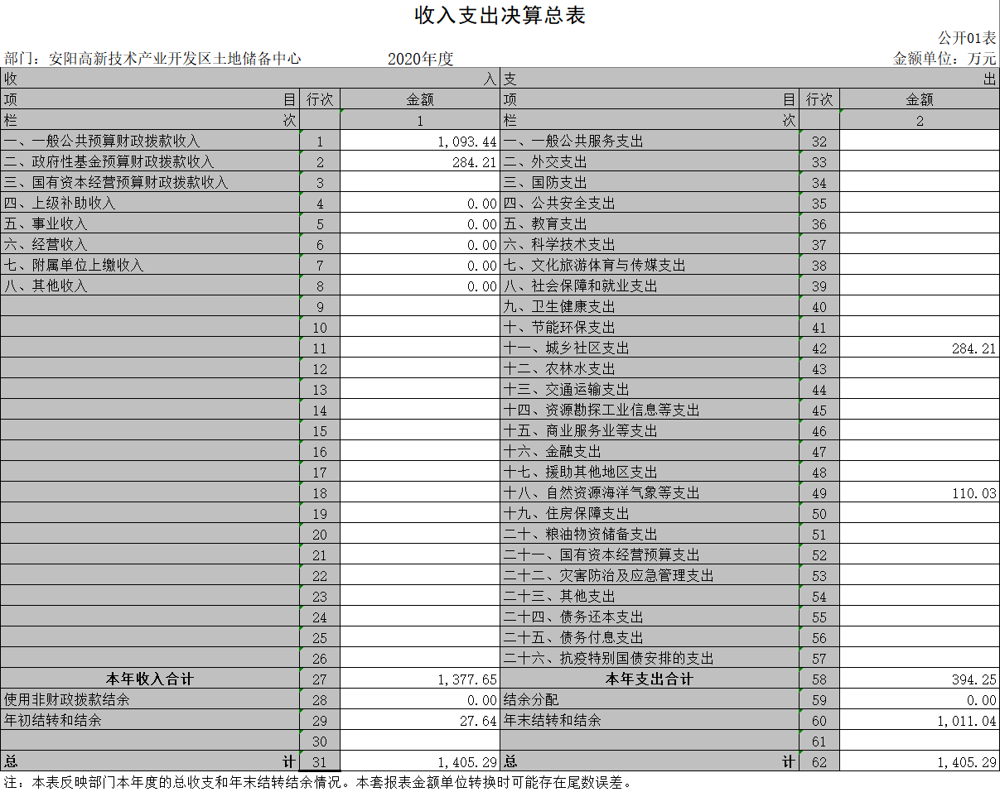 收入支出决算总表
公开01表
部门：安阳高新技术产业开发区土地储备中心 2020年度 金额单位：万元
收 入 支 出
项 目 行次 金额 项 目 行次 金额
栏 次 1 栏 次 2
一、一般公共预算财政拨款收入 1 1,093.44 一、一般公共服务支出 32
二、政府性基金预算财政拨款收入 2 284.21 二、外交支出 33
三、国有资本经营预算财政拨款收入 3 三、国防支出 34
四、上级补助收入 4 0.00 四、公共安全支出 35
五、事业收入 5 0.00 五、教育支出 36
六、经营收入 6 0.00 六、科学技术支出 37
七、附属单位上缴收入 7 0.00 七、文化旅游体育与传媒支出 38
八、其他收入 8 0.00 八、社会保障和就业支出 39
9 九、卫生健康支出 40
10 十、节能环保支出 41
11 十一、城乡社区支出 42 284.21
12 十二、农林水支出 43
13 十三、交通运输支出 44
14 十四、资源勘探工业信息等支出 45
15 十五、商业服务业等支出 46
16 十六、金融支出 47
17 十七、援助其他地区支出 48
18 十八、自然资源海洋气象等支出 49 110.03
19 十九、住房保障支出 50
20 二十、粮油物资储备支出 51
21 二十一、国有资本经营预算支出 52
22 二十二、灾害防治及应急管理支出 53
23 二十三、其他支出 54
24 二十四、债务还本支出 55
25 二十五、债务付息支出 56
26 二十六、抗疫特别国债安排的支出 57
本年收入合计 27 1,377.65 本年支出合计 58 394.25
使用非财政拨款结余 28 0.00 结余分配 59 0.00
年初结转和结余 29 27.64 年末结转和结余 60 1,011.04
30 61
总 计 31 1,405.29 总 计 62 1,405.29
注：本表反映部门本年度的总收支和年末结转结余情况。本套报表金额单位转换时可能存在尾数误差。